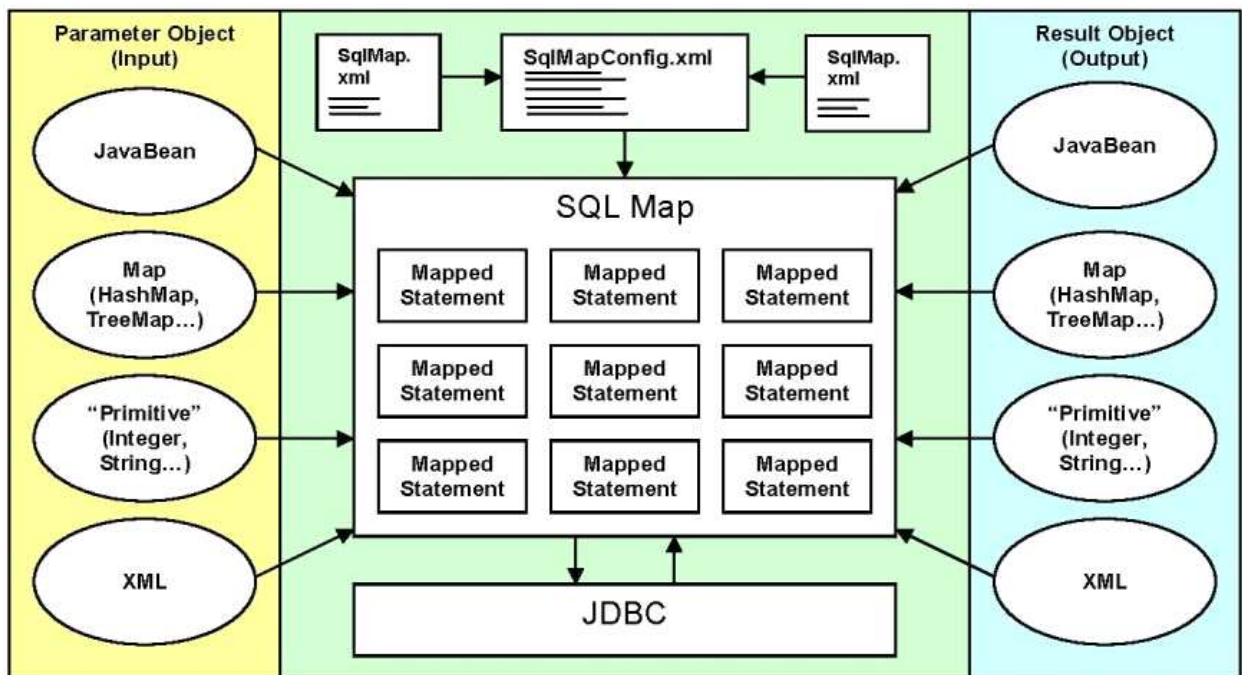 Parameter Object
(Input)
JavaBean
Map
(HashMap,
TreeMap...)
“Primitive”
(Integer,
String...)
XML
SqlMap.
xml
SqlMapConfig.xml
SqlMap.
xml
SQL Map
Mapped
Statement
Mapped
Statement
Mapped
Statement
Mapped
Statement
Mapped
Statement
Mapped
Statement
Mapped
Statement
Mapped
Statement
Mapped
Statement
JDBC
Result Object
(Output)
JavaBean
Map
(HashMap,
TreeMap...)
“Primitive”
(Integer,
String...)
XML